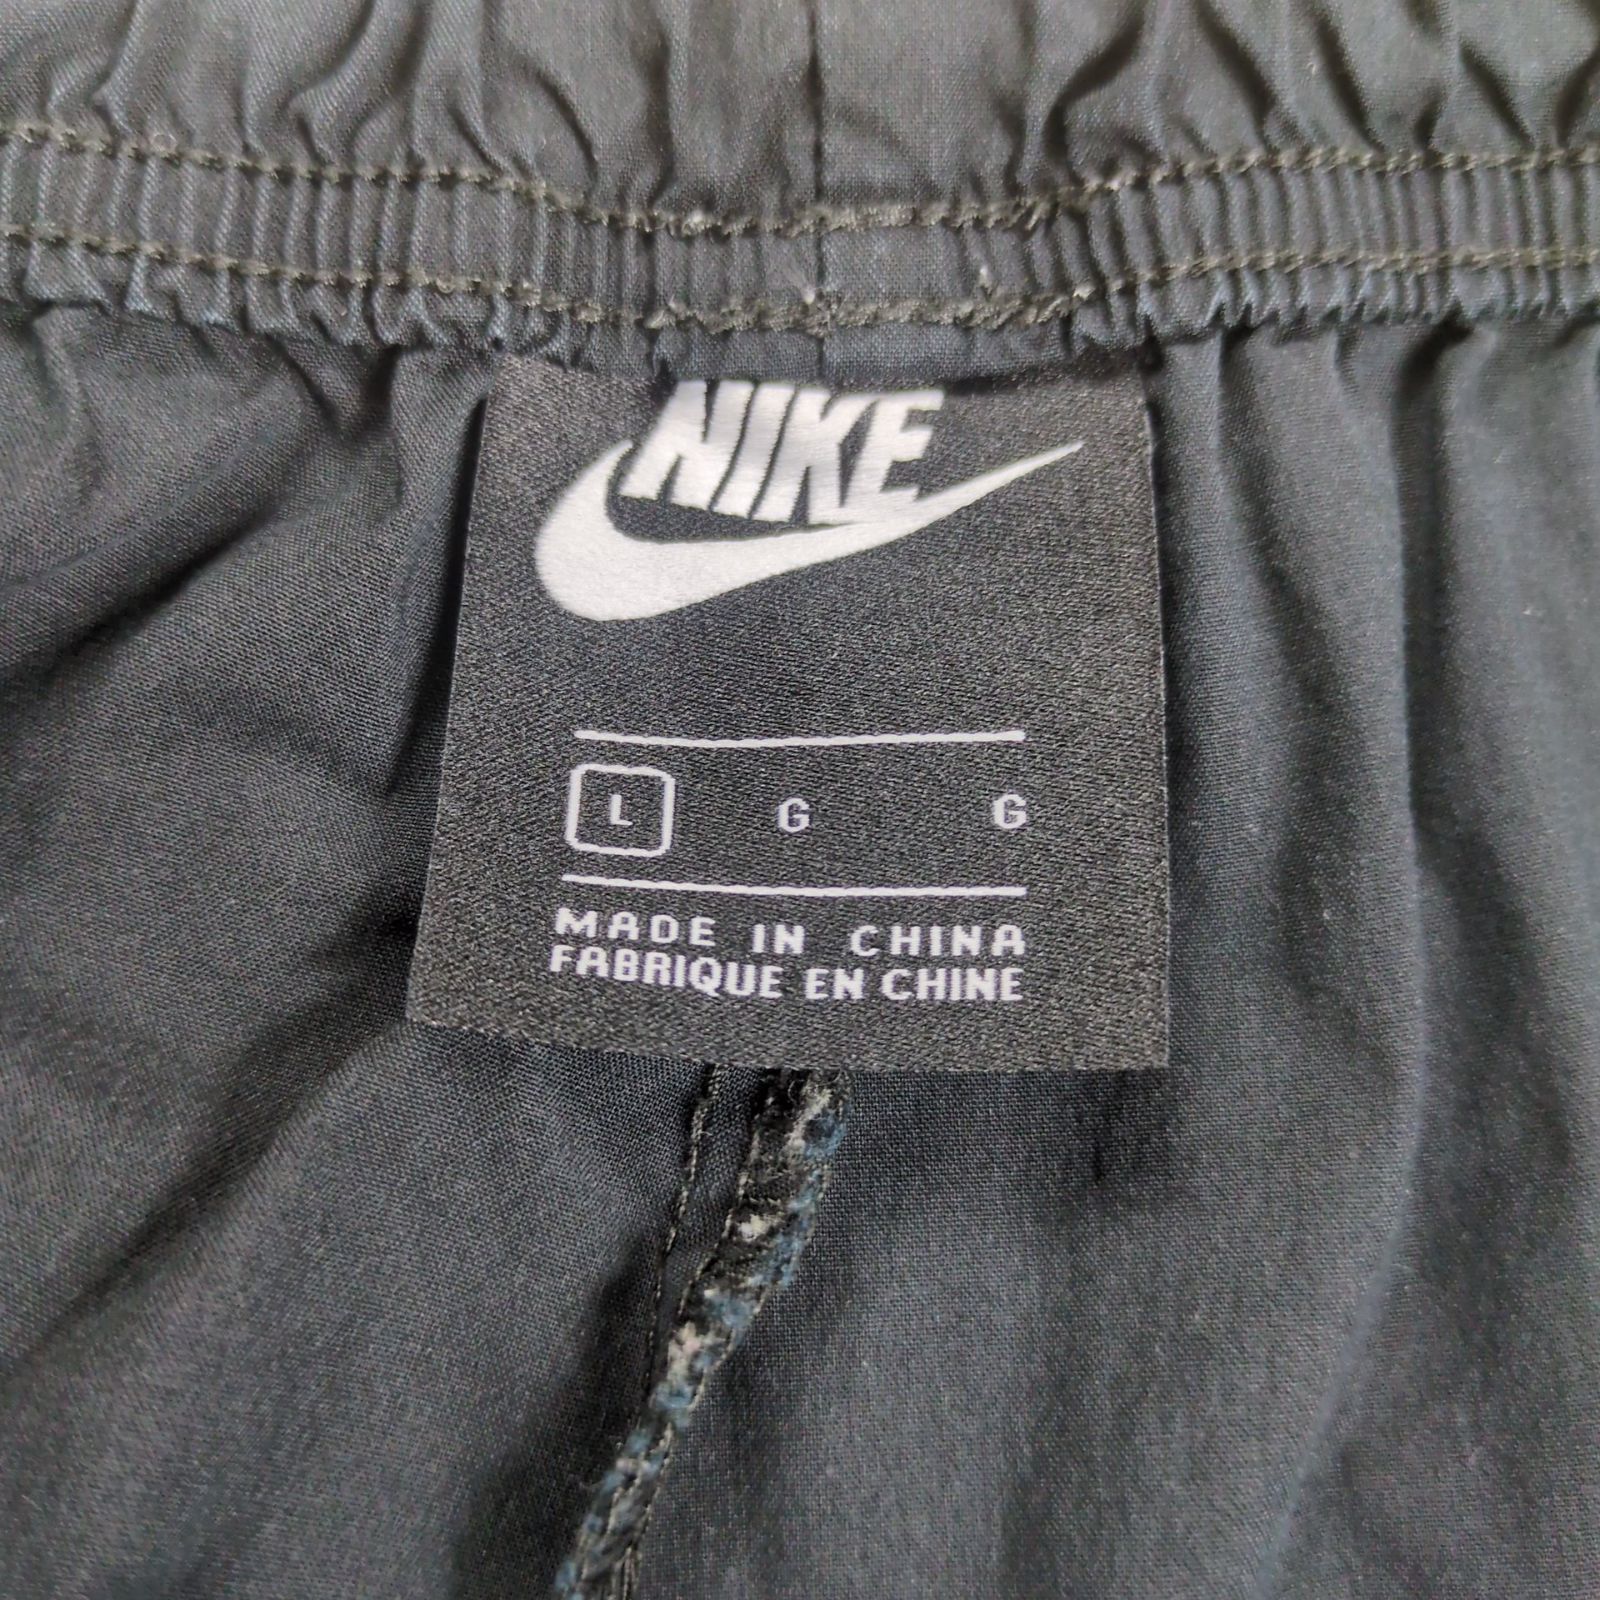 NIKE
L G G
MADE IN CHINA
FABRIQUE EN CHINE